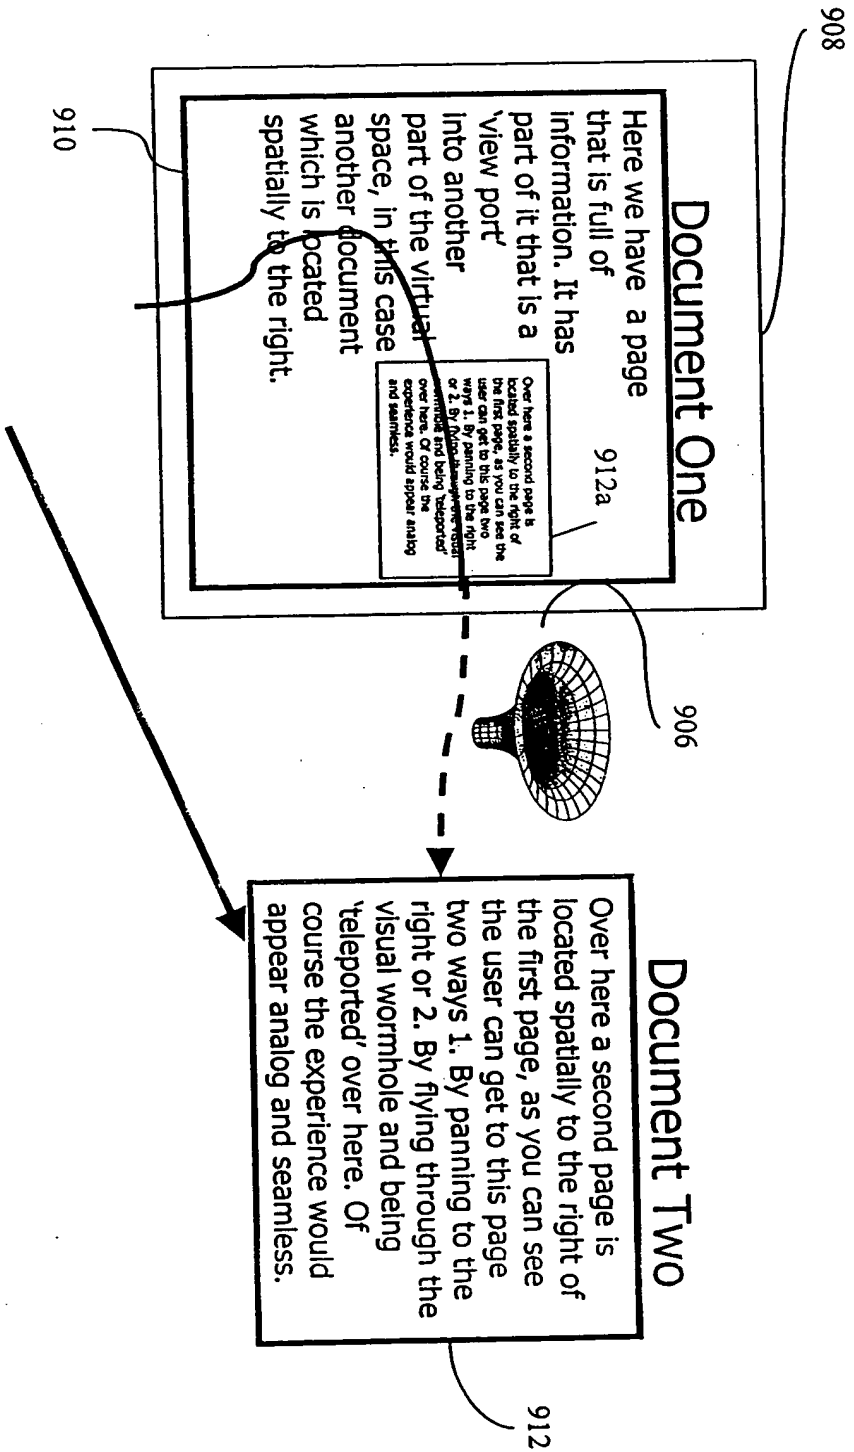 908
Document One
Here we have a page
that is full of
information. It has
part of it that is a
'view port'
into another
part of the virtual
space, in this case
another document
which is located
spatially to the right.
912a
Over here a second page is
located spatially to the right of
the first page, as you can see the
user can get to this page two
ways 1. By panning to the right
or 2. By flying through the visual
wormhole and being 'teleported'
over here. Of course the
experience would appear analog
and seamless.
910
906
Document Two
Over here a second page is
located spatially to the right of
the first page, as you can see
the user can get to this page
two ways 1. By panning to the
right or 2. By flying through the
visual wormhole and being
'teleported' over here. Of
course the experience would
appear analog and seamless.
912